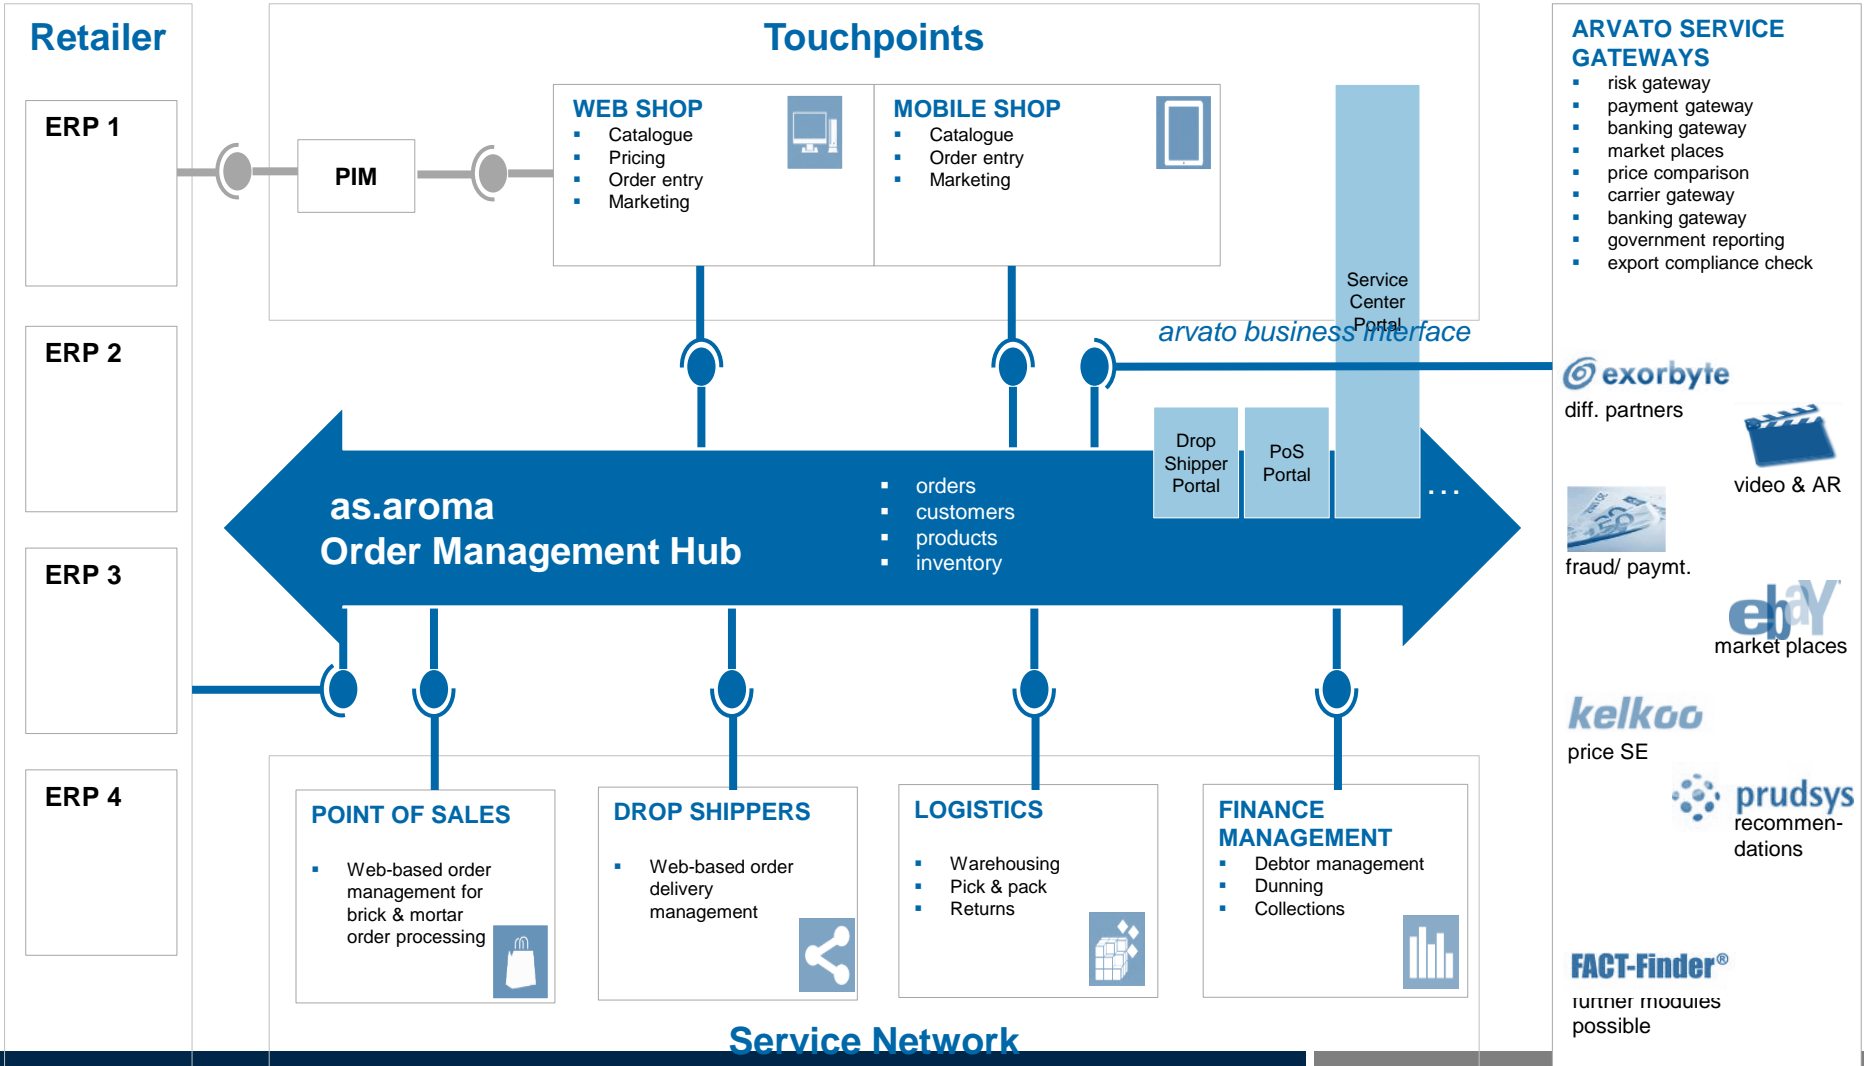 Retailer
ERP 1
ERP 2
ERP 3
ERP 4
Touchpoints
PIM
WEB SHOP
▪ Catalogue
▪ Pricing
▪ Order entry
▪ Marketing
MOBILE SHOP
▪ Catalogue
▪ Order entry
▪ Marketing
Service
Center
Portal
arvato business interface
Drop
Shipper
Portal
PoS
Portal
...
as.aroma
Order Management Hub
▪ orders
▪ customers
▪ products
▪ inventory
POINT OF SALES
▪ Web-based order
management for
brick & mortar
order processing
DROP SHIPPERS
▪ Web-based order
delivery
management
LOGISTICS
▪ Warehousing
▪ Pick & pack
▪ Returns
FINANCE
MANAGEMENT
▪ Debtor management
▪ Dunning
▪ Collections
Service Network
ARVATO SERVICE
GATEWAYS
▪ risk gateway
▪ payment gateway
▪ banking gateway
▪ market places
▪ price comparison
▪ carrier gateway
▪ banking gateway
▪ government reporting
▪ export compliance check
exorbyte
diff. partners
video & AR
fraud/ paymt.
ebaY
market places
kelkoo
price SE
prudsys
recommen-
dations
FACT-Finder®
further modules
possible